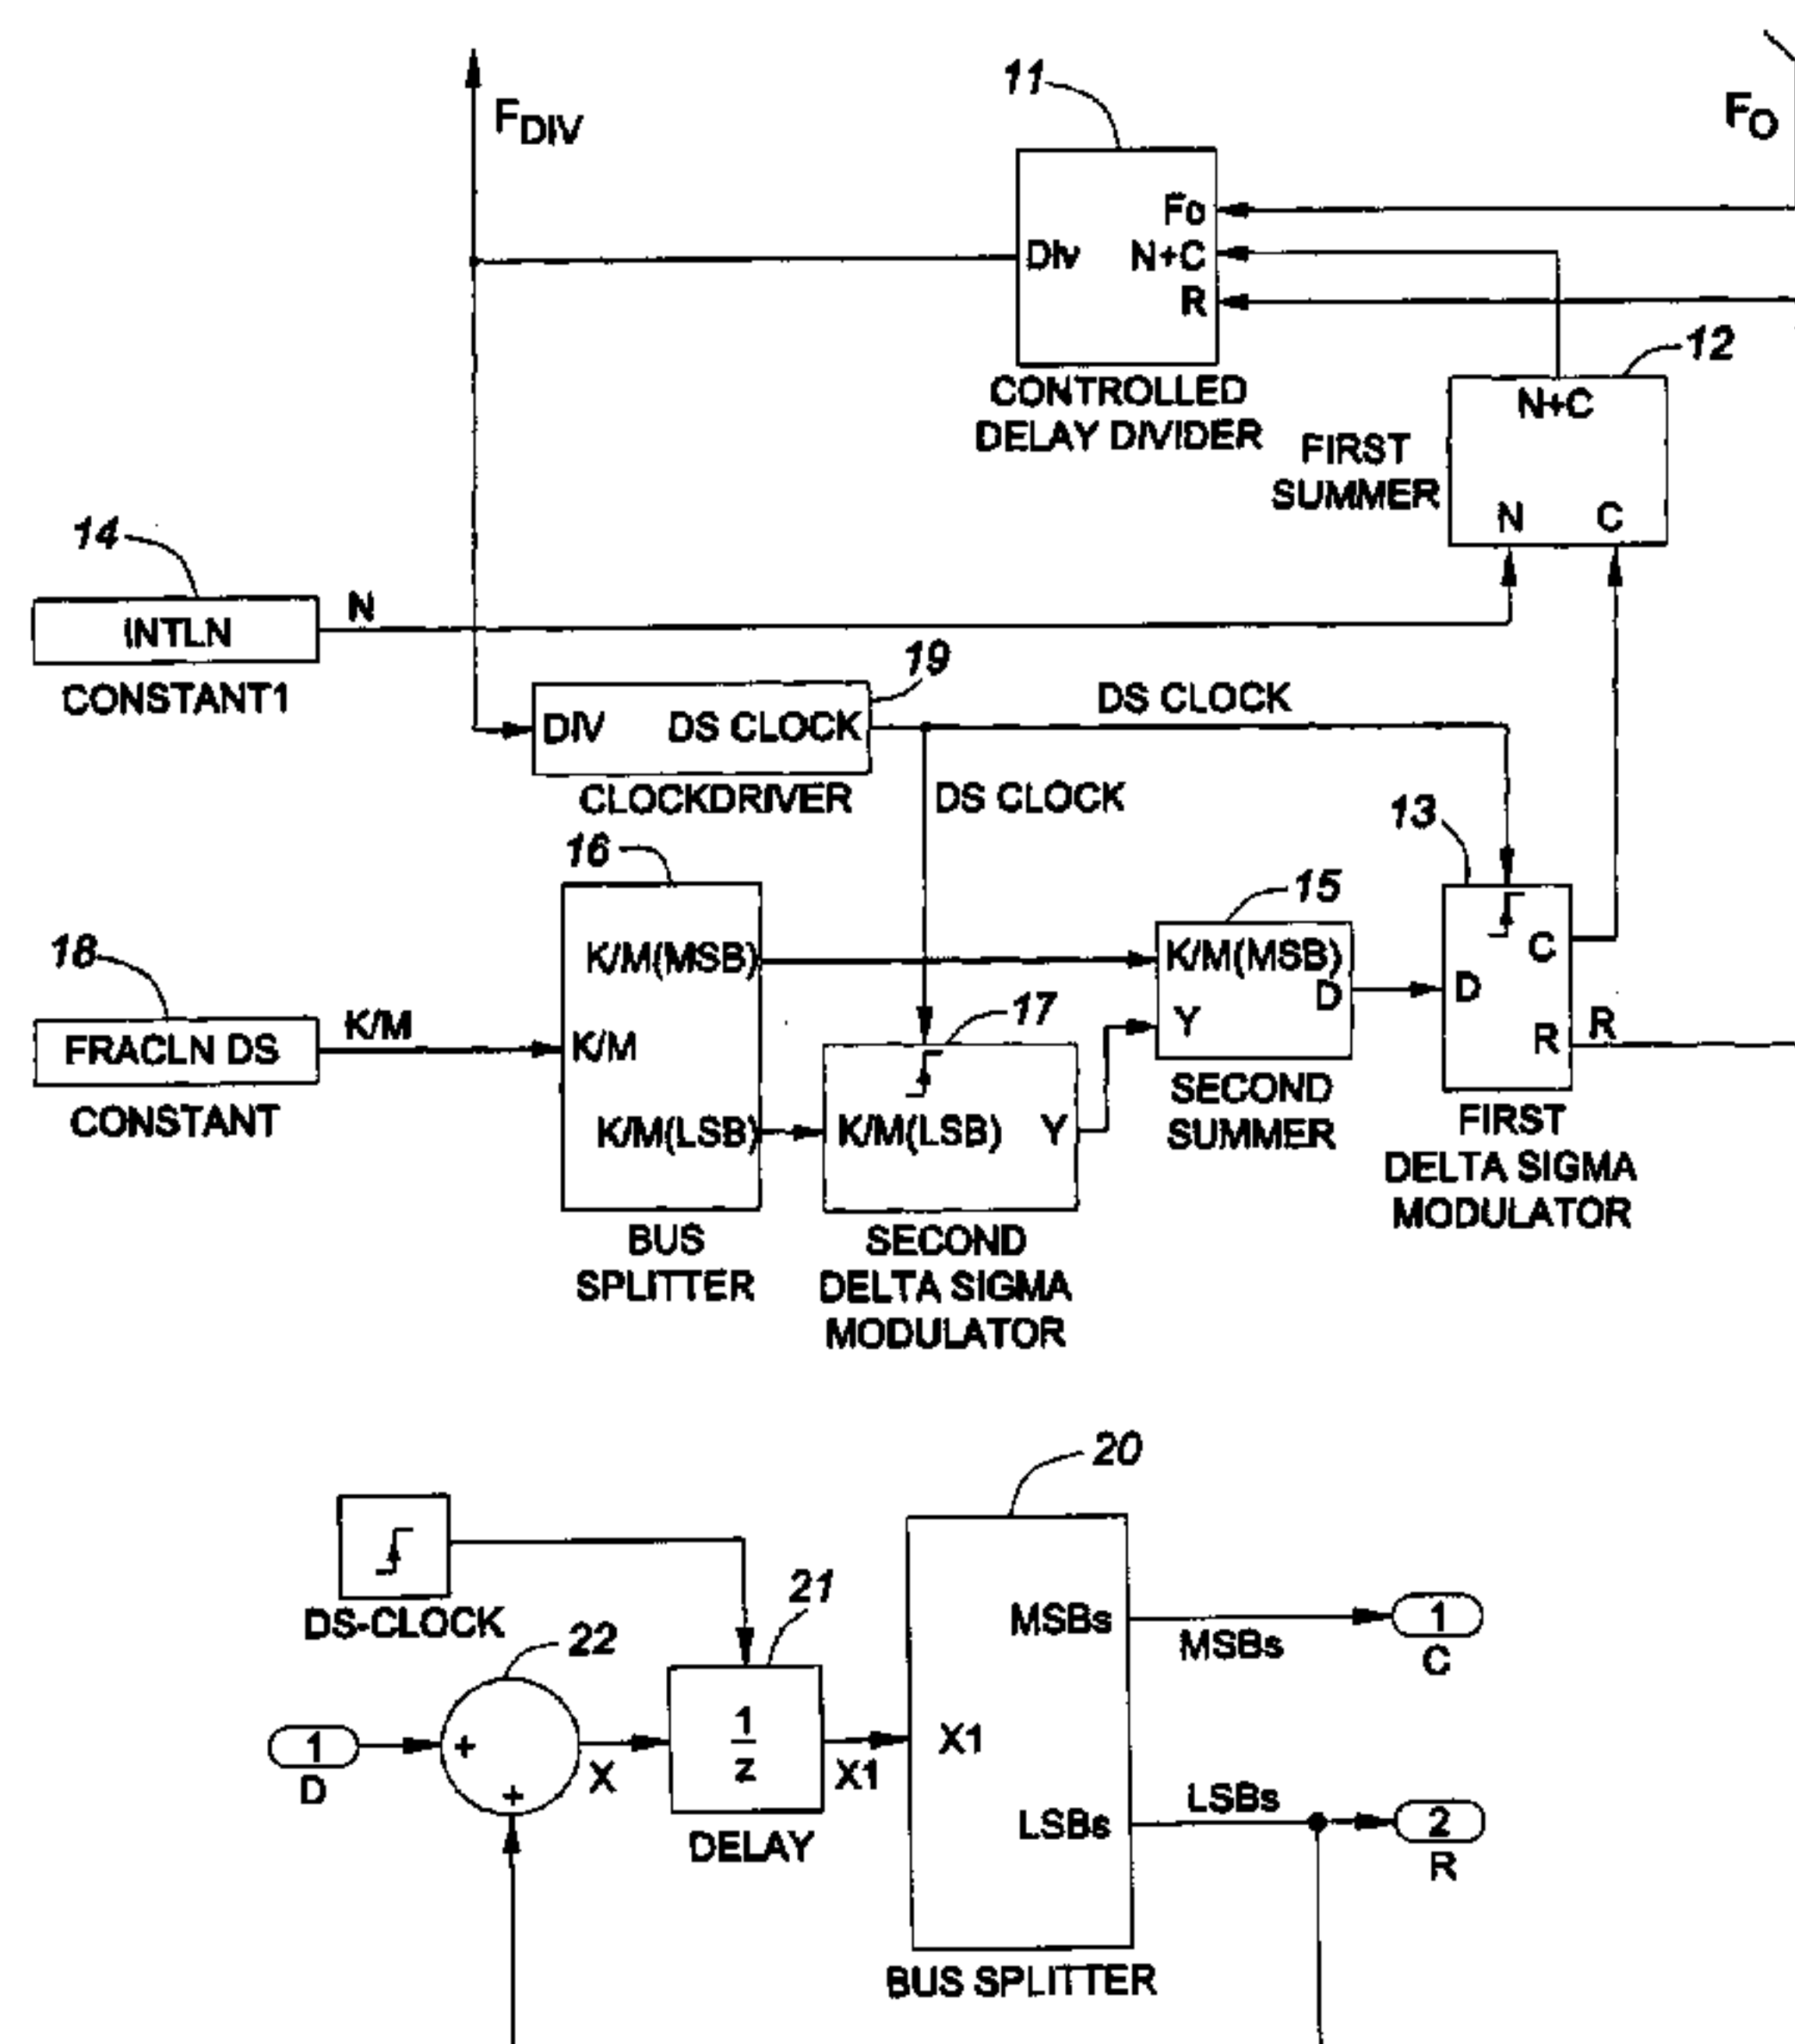 11
F_DIV
F_O
Fo
Div
N+C
R
CONTROLLED
DELAY DIVIDER
12
N+C
FIRST
SUMMER
N
C
14
INTLN
N
CONSTANT1
19
DIV
DS CLOCK
CLOCKDRIVER
DS CLOCK
DS CLOCK
16
K/M(MSB)
K/M
K/M(LSB)
BUS
SPLITTER
18
FRACLN DS
K/M
CONSTANT
17
K/M(LSB)
Y
SECOND
DELTA SIGMA
MODULATOR
15
K/M(MSB)
D
Y
SECOND
SUMMER
13
C
D
R
R
FIRST
DELTA SIGMA
MODULATOR
20
DS-CLOCK
21
22
MSBs
MSBs
1
C
1
D
+
+
X
1
z
X1
X1
DELAY
LSBs
LSBs
2
R
BUS SPLITTER